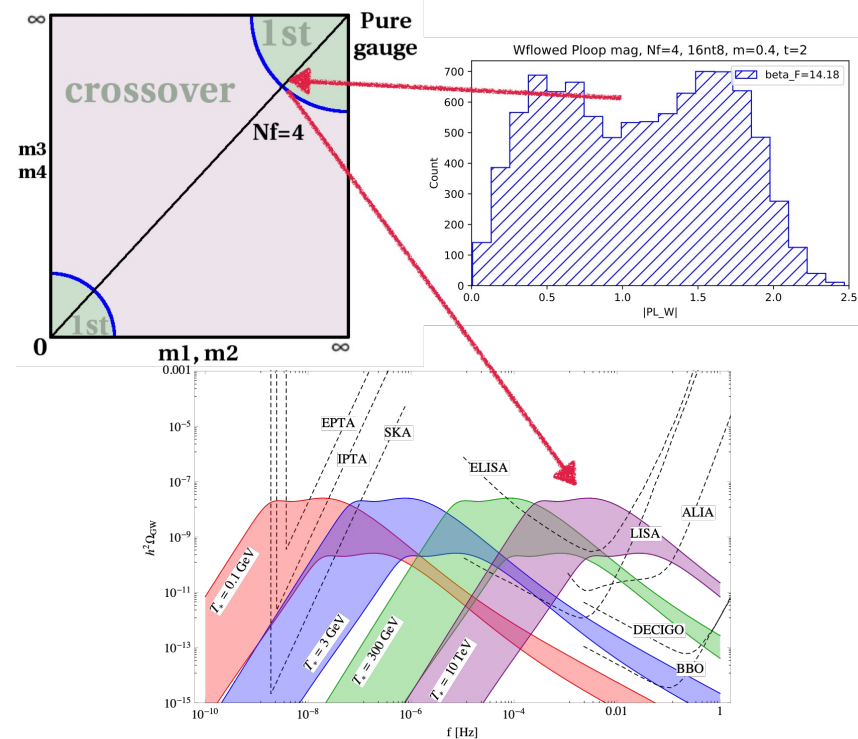 ∞
1st
Pure
gauge
crossover
Nf=4
m3
m4
1st
0
m1, m2
∞
Wflowed Ploop mag, Nf=4, 16nt8, m=0.4, t=2
beta_F=14.18
700
600
500
400
300
200
100
0
Count
0.0 0.5 1.0 1.5 2.0 2.5
|PL_W|
0.001
10⁻⁵
10⁻⁷
10⁻⁹
10⁻¹¹
10⁻¹³
10⁻¹⁵
h²Ω_GW
EPTA
SKA
IPTA
ELISA
ALIA
LISA
DECIGO
BBO
T* = 0.1 GeV
T* = 3 GeV
T* = 300 GeV
T* = 10 TeV
10⁻¹⁰ 10⁻⁸ 10⁻⁶ 10⁻⁴ 0.01 1
f [Hz]